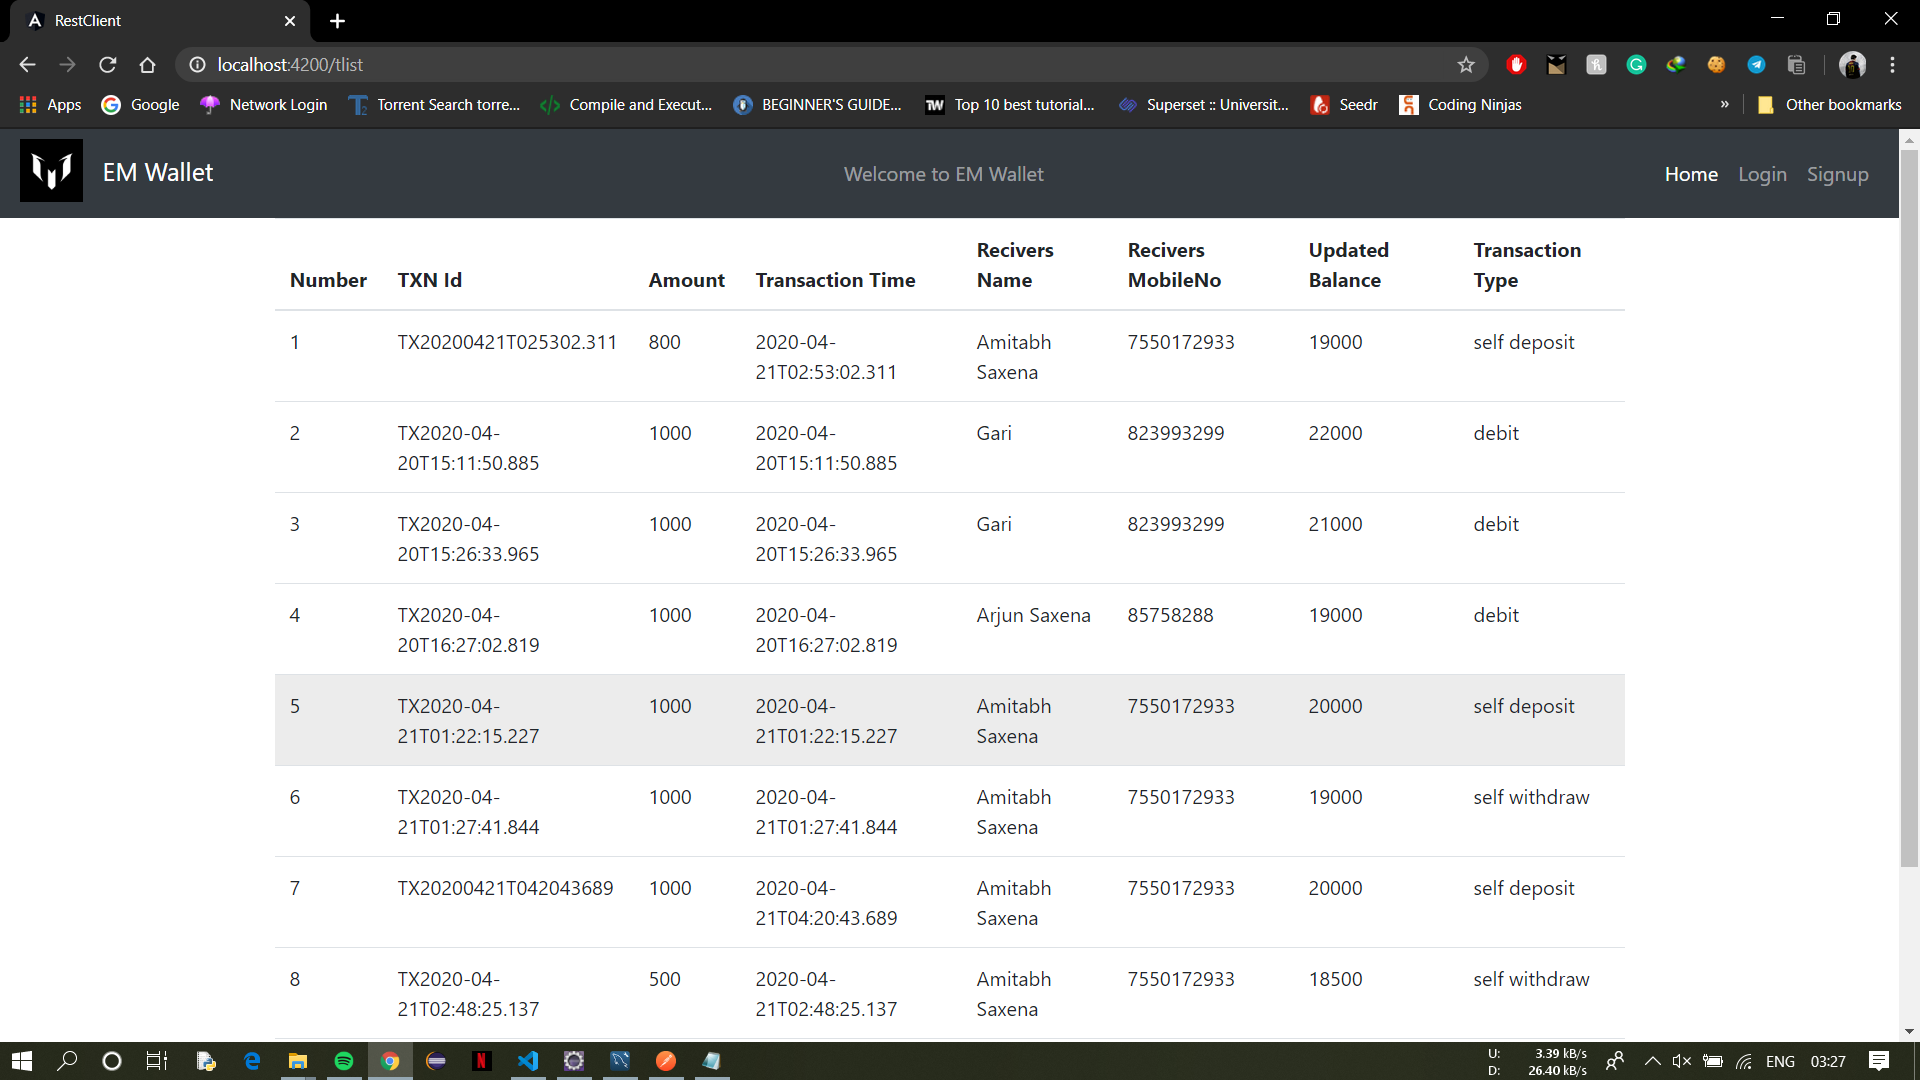 RestClient
localhost:4200/tlist
Apps Google Network Login Torrent Search torre... Compile and Execut... BEGINNER'S GUIDE... Top 10 best tutorial... Superset :: Universit... Seedr Coding Ninjas » Other bookmarks
EM Wallet Welcome to EM Wallet Home Login Signup
Number TXN Id Amount Transaction Time Recivers Name Recivers MobileNo Updated Balance Transaction Type
1 TX20200421T025302.311 800 2020-04-21T02:53:02.311 Amitabh Saxena 7550172933 19000 self deposit
2 TX2020-04-20T15:11:50.885 1000 2020-04-20T15:11:50.885 Gari 823993299 22000 debit
3 TX2020-04-20T15:26:33.965 1000 2020-04-20T15:26:33.965 Gari 823993299 21000 debit
4 TX2020-04-20T16:27:02.819 1000 2020-04-20T16:27:02.819 Arjun Saxena 85758288 19000 debit
5 TX2020-04-21T01:22:15.227 1000 2020-04-21T01:22:15.227 Amitabh Saxena 7550172933 20000 self deposit
6 TX2020-04-21T01:27:41.844 1000 2020-04-21T01:27:41.844 Amitabh Saxena 7550172933 19000 self withdraw
7 TX20200421T042043689 1000 2020-04-21T04:20:43.689 Amitabh Saxena 7550172933 20000 self deposit
8 TX2020-04-21T02:48:25.137 500 2020-04-21T02:48:25.137 Amitabh Saxena 7550172933 18500 self withdraw
U: 3.39 kB/s
D: 26.40 kB/s
ENG 03:27